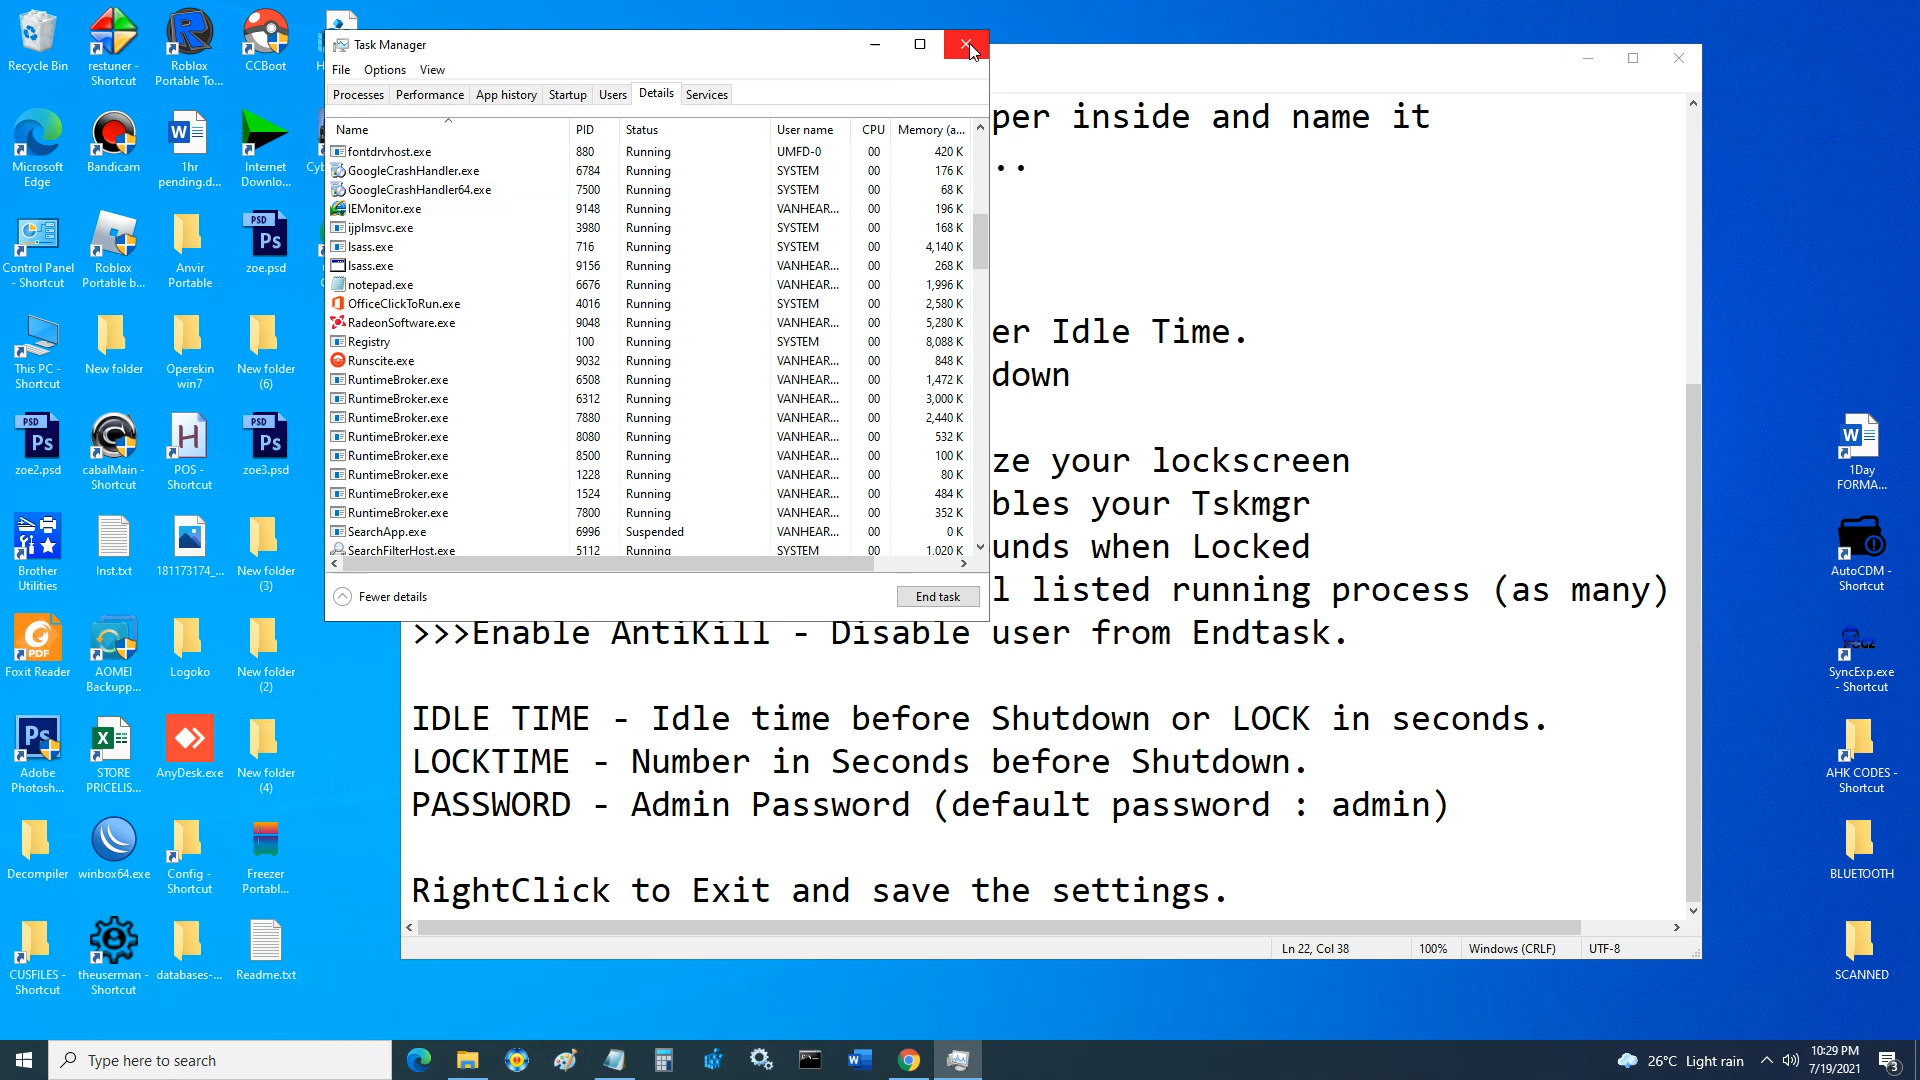 Recycle Bin
restuner - Shortcut
Roblox Portable To...
CCBoot
Microsoft Edge
Bandicam
1hr pending.d...
Internet Downlo...
Control Panel - Shortcut
Roblox Portable b...
Anvir Portable
zoe.psd
This PC - Shortcut
New folder
Operekin win7
New folder (6)
zoe2.psd
cabalMain - Shortcut
POS - Shortcut
zoe3.psd
Brother Utilities
Inst.txt
181173174_...
New folder (3)
Foxit Reader
AOMEI Backupp...
Logoko
New folder (2)
Adobe Photosh...
STORE PRICELIS...
AnyDesk.exe
New folder (4)
Decompiler
winbox64.exe
Config - Shortcut
Freezer Portabl...
CUSFILES - Shortcut
theuserman - Shortcut
databases-...
Readme.txt
Task Manager
File Options View
Processes Performance App history Startup Users Details Services
Name PID Status User name CPU Memory (a...
fontdrvhost.exe 880 Running UMFD-0 00 420 K
GoogleCrashHandler.exe 6784 Running SYSTEM 00 176 K
GoogleCrashHandler64.exe 7500 Running SYSTEM 00 68 K
IEMonitor.exe 9148 Running VANHEAR... 00 196 K
ijplmsvc.exe 3980 Running SYSTEM 00 168 K
lsass.exe 716 Running SYSTEM 00 4,140 K
lsass.exe 9156 Running VANHEAR... 00 268 K
notepad.exe 6676 Running VANHEAR... 00 1,996 K
OfficeClickToRun.exe 4016 Running SYSTEM 00 2,580 K
RadeonSoftware.exe 9048 Running VANHEAR... 00 5,280 K
Registry 100 Running SYSTEM 00 8,088 K
Runscite.exe 9032 Running VANHEAR... 00 848 K
RuntimeBroker.exe 6508 Running VANHEAR... 00 1,472 K
RuntimeBroker.exe 6312 Running VANHEAR... 00 3,000 K
RuntimeBroker.exe 7880 Running VANHEAR... 00 2,440 K
RuntimeBroker.exe 8080 Running VANHEAR... 00 532 K
RuntimeBroker.exe 8500 Running VANHEAR... 00 100 K
RuntimeBroker.exe 1228 Running VANHEAR... 00 80 K
RuntimeBroker.exe 1524 Running VANHEAR... 00 484 K
RuntimeBroker.exe 7800 Running VANHEAR... 00 352 K
SearchApp.exe 6996 Suspended VANHEAR... 00 0 K
SearchFilterHost.exe 5112 Running SYSTEM 00 1,020 K
Fewer details End task
per inside and name it
..
er Idle Time.
down
ze your lockscreen
bles your Tskmgr
unds when Locked
l listed running process (as many)
>>>Enable AntiKill - Disable user from Endtask.
IDLE TIME - Idle time before Shutdown or LOCK in seconds.
LOCKTIME - Number in Seconds before Shutdown.
PASSWORD - Admin Password (default password : admin)
RightClick to Exit and save the settings.
Ln 22, Col 38 100% Windows (CRLF) UTF-8
1Day FORMA...
AutoCDM - Shortcut
SyncExp.exe - Shortcut
AHK CODES - Shortcut
BLUETOOTH
SCANNED
Type here to search
26°C Light rain
10:29 PM
7/19/2021
3